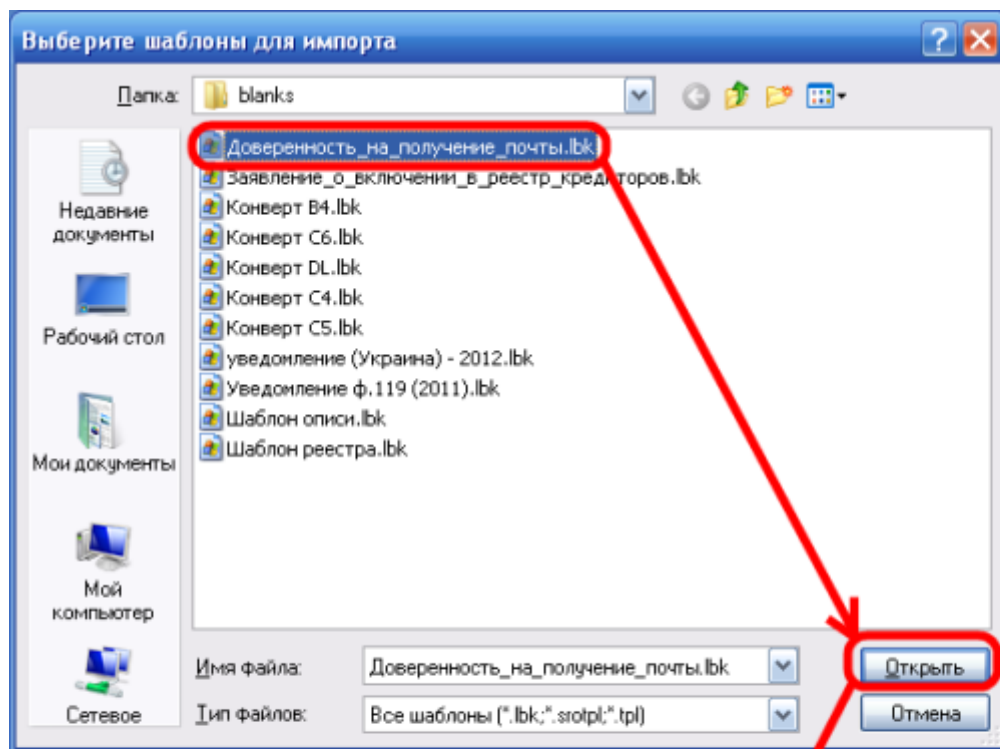 Выберите шаблоны для импорта
Папка: blanks
Доверенность_на_получение_почты.lbk
Заявление_о_включении_в_реестр_кредиторов.lbk
Конверт B4.lbk
Конверт C6.lbk
Конверт DL.lbk
Конверт С4.lbk
Конверт С5.lbk
уведомление (Украина) - 2012.lbk
Уведомление ф.119 (2011).lbk
Шаблон описи.lbk
Шаблон реестра.lbk
Недавние
документы
Рабочий стол
Мои документы
Мой
компьютер
Сетевое
Имя файла: Доверенность_на_получение_почты.lbk Открыть
Тип файлов: Все шаблоны (*.lbk;*.srotpl;*.tpl) Отмена